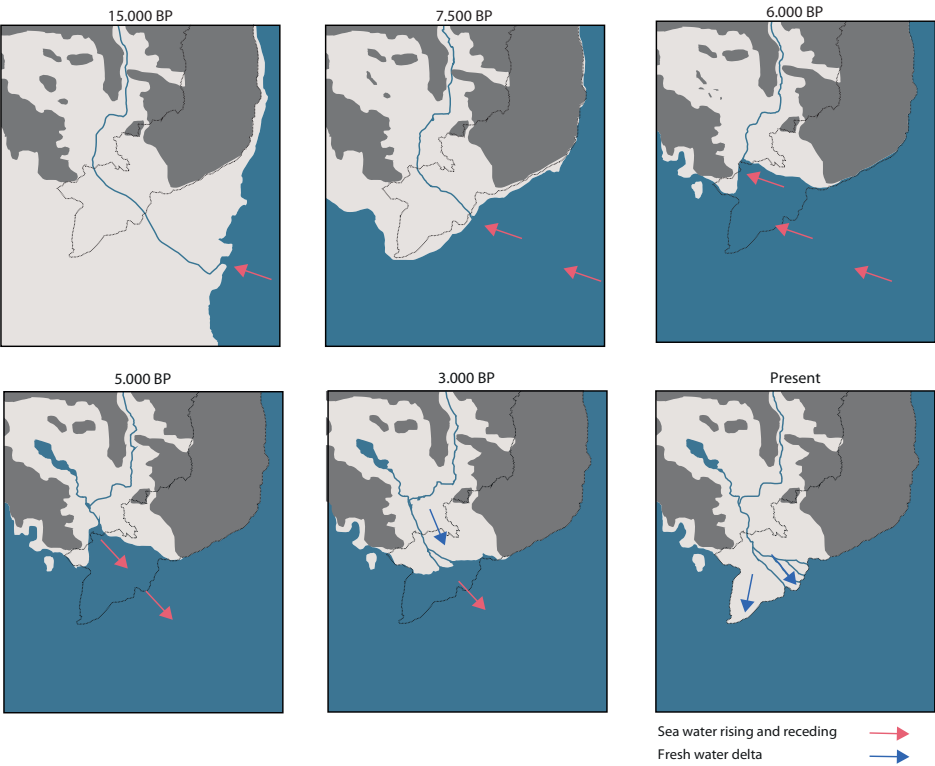 15.000 BP
7.500 BP
6.000 BP
5.000 BP
3.000 BP
Present
Sea water rising and receding
Fresh water delta